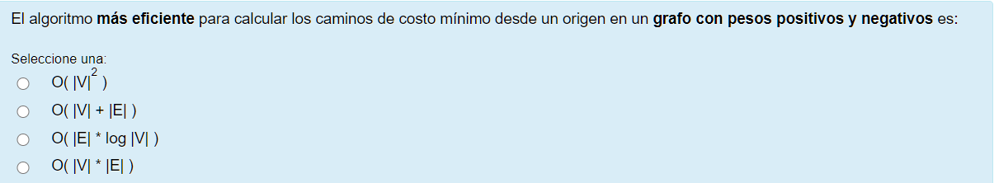 El algoritmo más eficiente para calcular los caminos de costo mínimo desde un origen en un grafo con pesos positivos y negativos es:
Seleccione una:
O( |V|² )
O( |V| + |E| )
O( |E| * log |V| )
O( |V| * |E| )